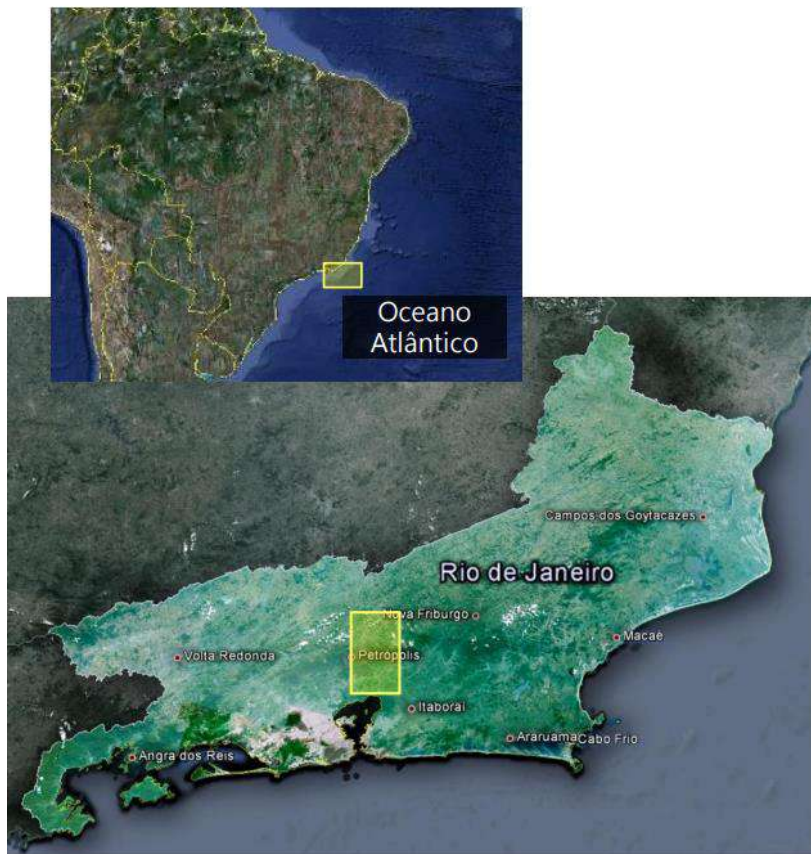 Oceano
Atlântico
Campos dos Goytacazes
Rio de Janeiro
Nova Friburgo
Macaé
Volta Redonda
Petrópolis
Itaboraí
Araruama
Cabo Frio
Angra dos Reis